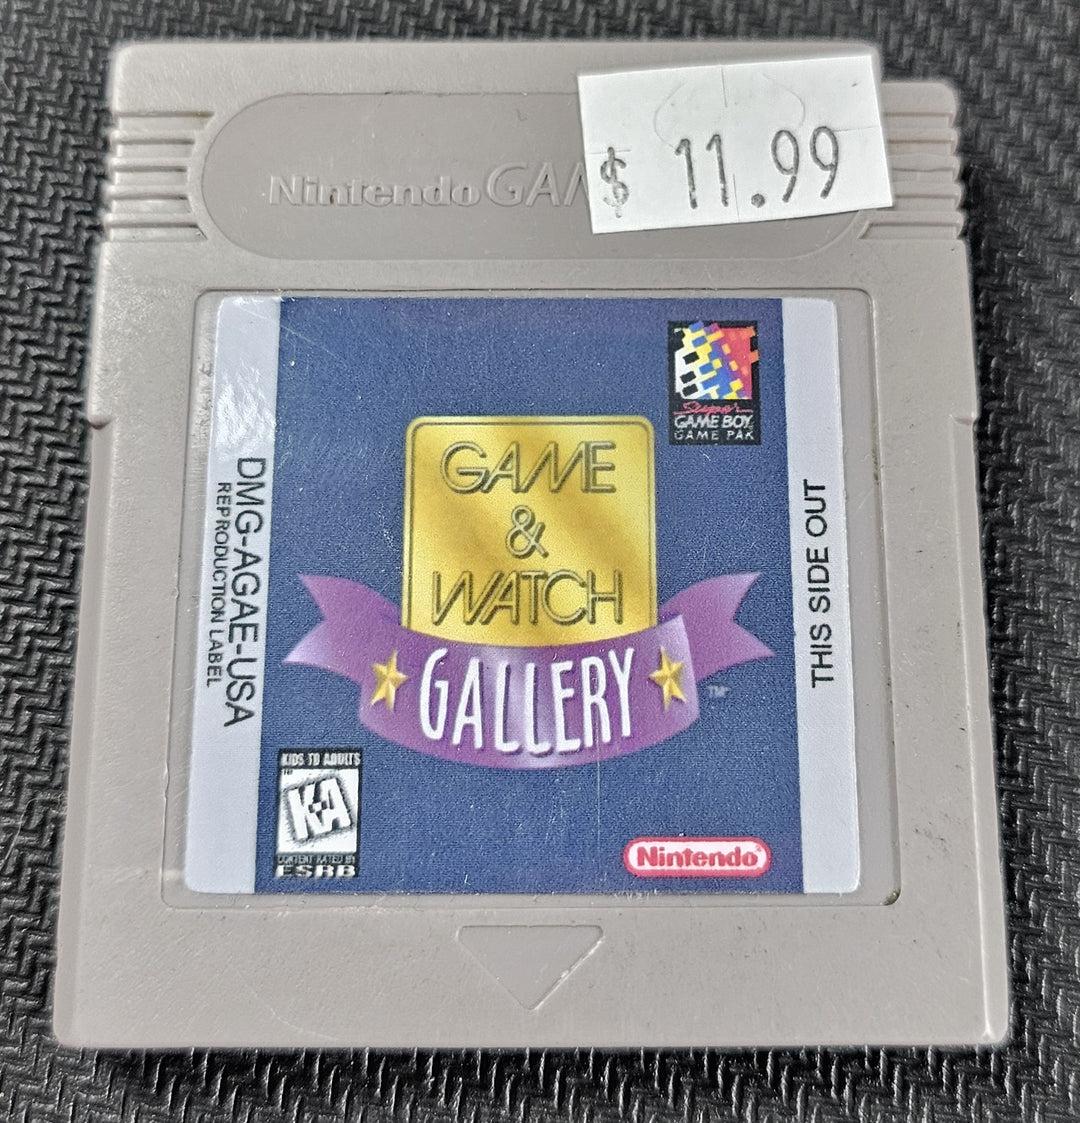 Nintendo GAM
$ 11.99
Super
GAME BOY
GAME PAK
GAME
&
WATCH
GALLERY
TM
DMG-AGAE-USA
REPRODUCTION LABEL
THIS SIDE OUT
KIDS TO ADULTS
K-A
CONTENT RATED BY
ESRB
Nintendo